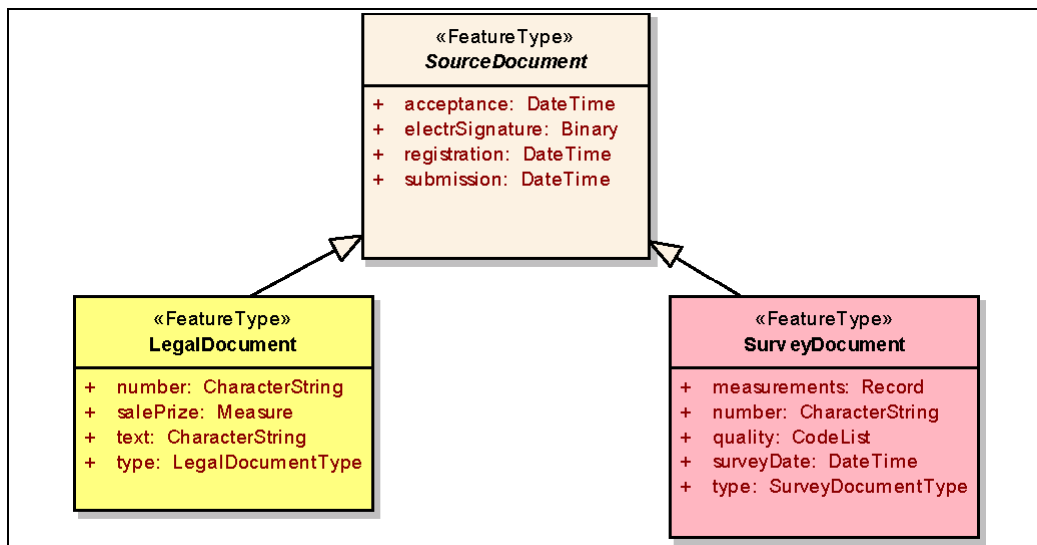 «FeatureType»
SourceDocument
+ acceptance: DateTime
+ electrSignature: Binary
+ registration: DateTime
+ submission: DateTime
«FeatureType»
LegalDocument
+ number: CharacterString
+ salePrize: Measure
+ text: CharacterString
+ type: LegalDocumentType
«FeatureType»
SurveyDocument
+ measurements: Record
+ number: CharacterString
+ quality: CodeList
+ surveyDate: DateTime
+ type: SurveyDocumentType